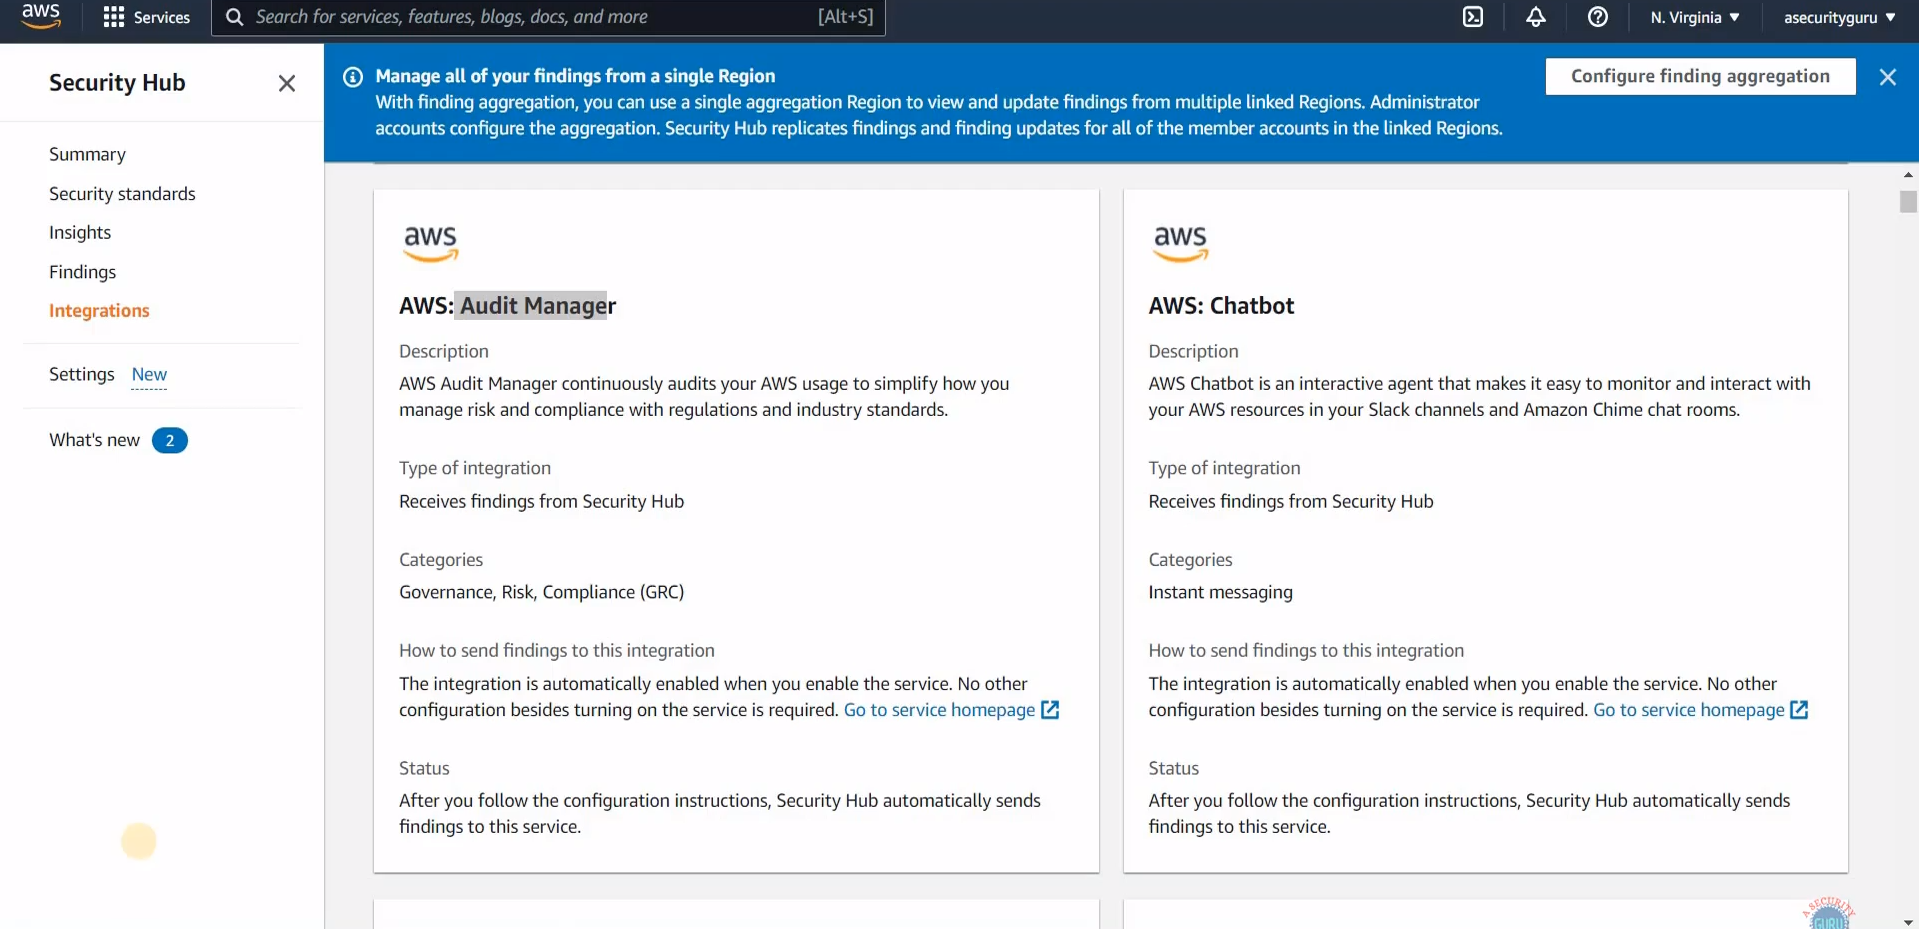 aws
Services
Search for services, features, blogs, docs, and more
[Alt+S]
N. Virginia
asecurityguru
Security Hub
Summary
Security standards
Insights
Findings
Integrations
Settings New
What's new 2
Manage all of your findings from a single Region
With finding aggregation, you can use a single aggregation Region to view and update findings from multiple linked Regions. Administrator
accounts configure the aggregation. Security Hub replicates findings and finding updates for all of the member accounts in the linked Regions.
Configure finding aggregation
aws
AWS: Audit Manager
Description
AWS Audit Manager continuously audits your AWS usage to simplify how you
manage risk and compliance with regulations and industry standards.
Type of integration
Receives findings from Security Hub
Categories
Governance, Risk, Compliance (GRC)
How to send findings to this integration
The integration is automatically enabled when you enable the service. No other
configuration besides turning on the service is required. Go to service homepage
Status
After you follow the configuration instructions, Security Hub automatically sends
findings to this service.
aws
AWS: Chatbot
Description
AWS Chatbot is an interactive agent that makes it easy to monitor and interact with
your AWS resources in your Slack channels and Amazon Chime chat rooms.
Type of integration
Receives findings from Security Hub
Categories
Instant messaging
How to send findings to this integration
The integration is automatically enabled when you enable the service. No other
configuration besides turning on the service is required. Go to service homepage
Status
After you follow the configuration instructions, Security Hub automatically sends
findings to this service.
A SECURITY
GURU